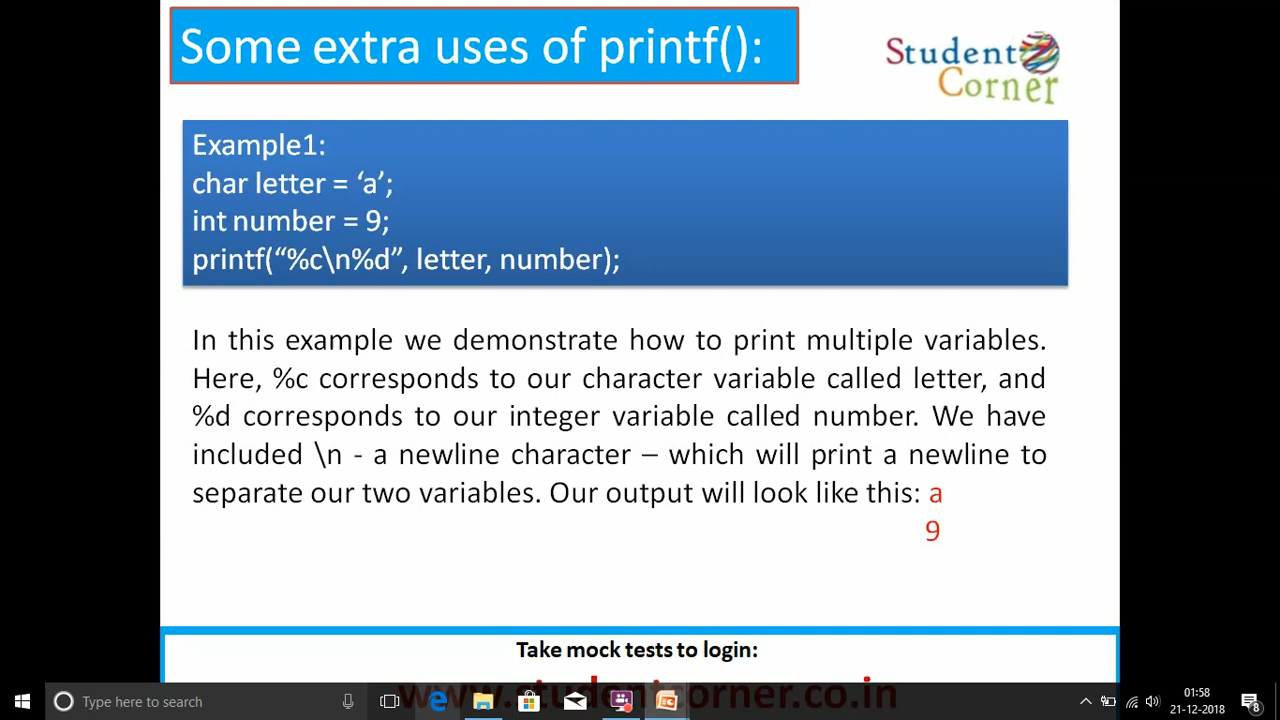 Some extra uses of printf():
Student
Corner
Example1:
char letter = ‘a’;
int number = 9;
printf(“%c\n%d”, letter, number);
In this example we demonstrate how to print multiple variables.
Here, %c corresponds to our character variable called letter, and
%d corresponds to our integer variable called number. We have
included \n - a newline character – which will print a newline to
separate our two variables. Our output will look like this: a
9
Take mock tests to login:
www.studentcorner.co.in
Type here to search
01:58
21-12-2018
8